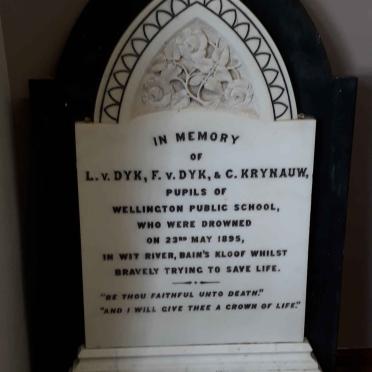 IN MEMORY
OF
L. V. DYK, F. V. DYK, & C. KRYNAUW,
PUPILS OF
WELLINGTON PUBLIC SCHOOL,
WHO WERE DROWNED
ON 23RD MAY 1895,
IN WIT RIVER, BAIN'S KLOOF WHILST
BRAVELY TRYING TO SAVE LIFE.
"BE THOU FAITHFUL UNTO DEATH."
"AND I WILL GIVE THEE A CROWN OF LIFE."